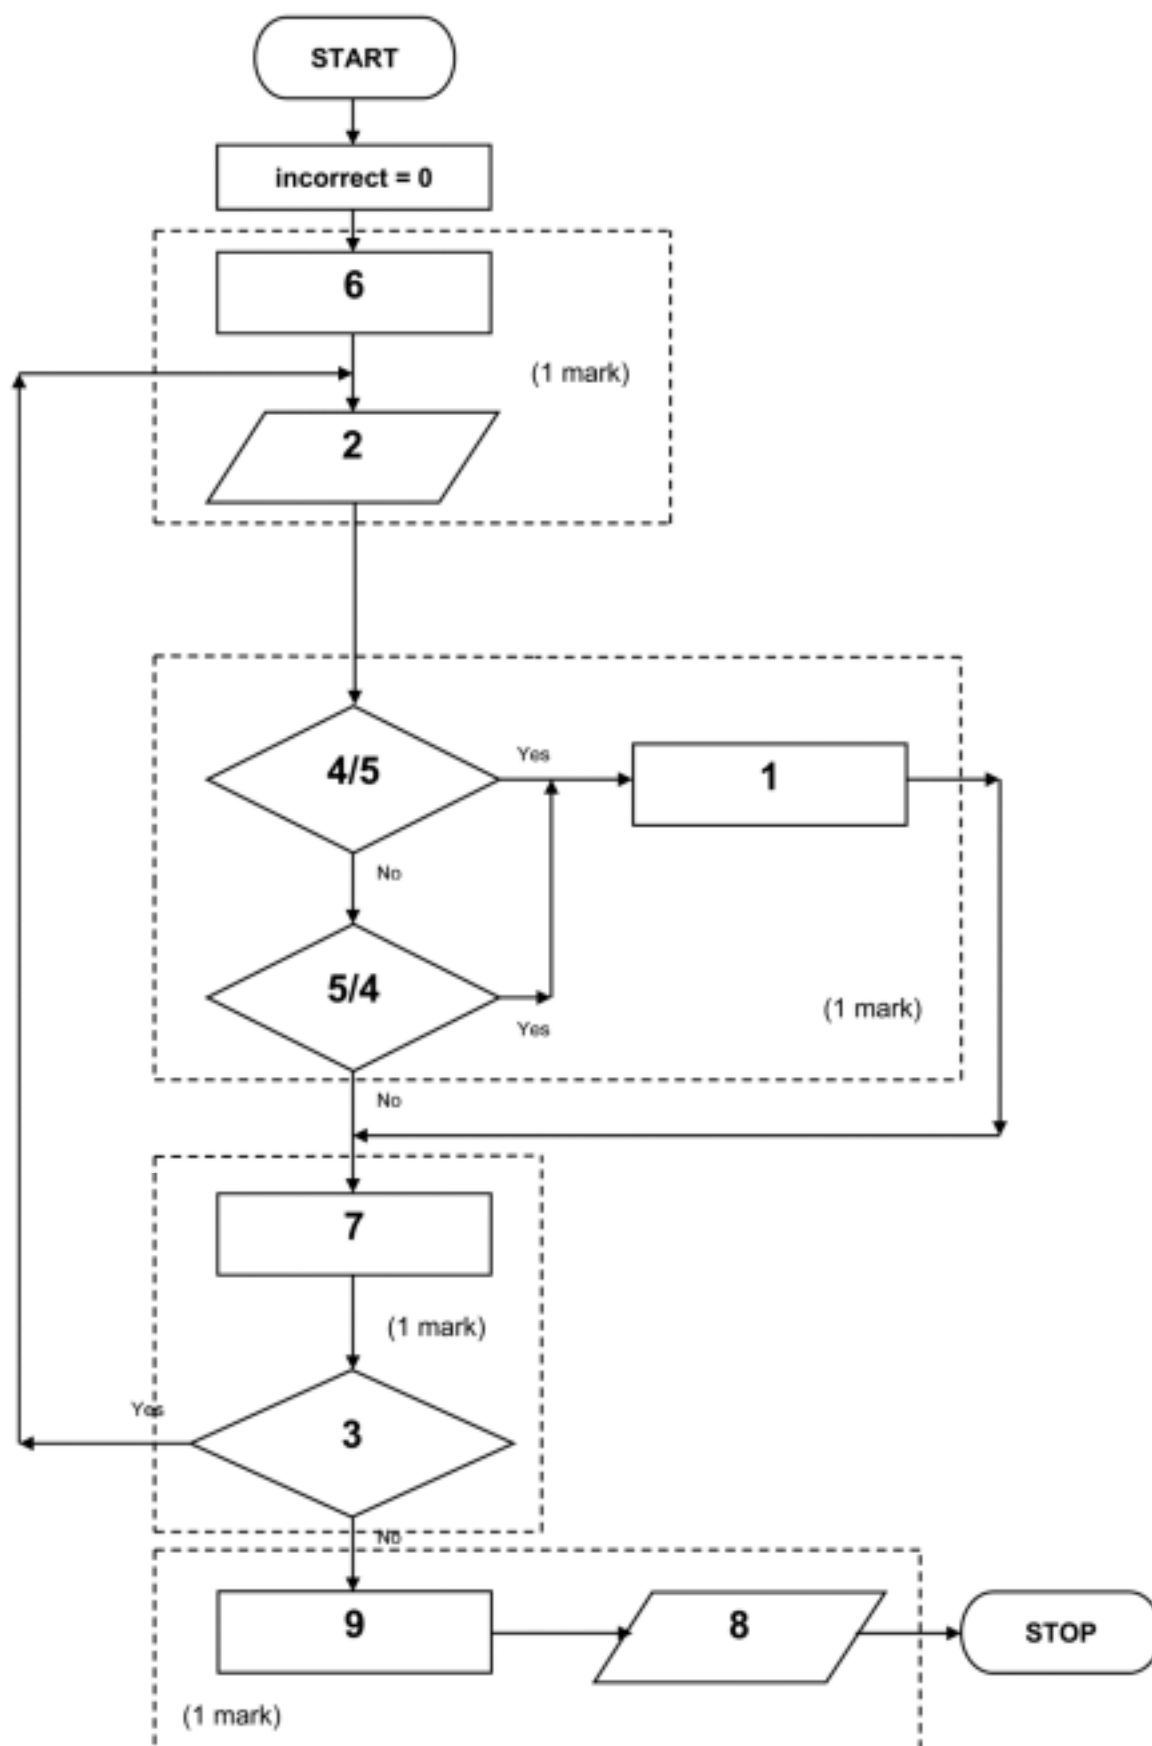 START
incorrect = 0
6
(1 mark)
2
4/5
Yes
1
No
5/4
Yes
(1 mark)
No
7
(1 mark)
Yes
3
No
9
8
STOP
(1 mark)